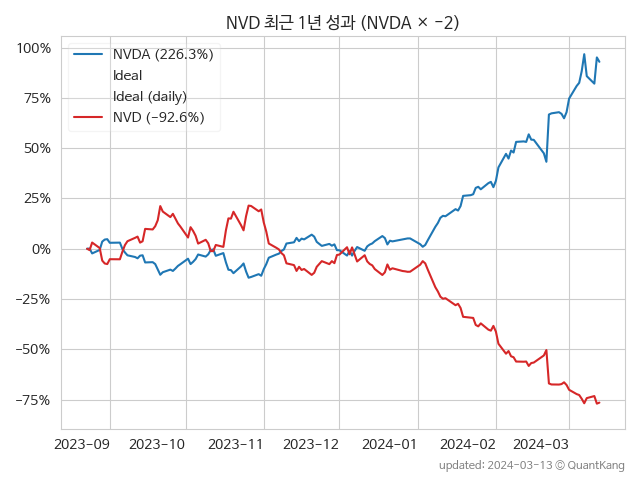 NVD 최근 1년 성과 (NVDA × −2)
NVDA (226.3%)
Ideal
Ideal (daily)
NVD (−92.6%)
100%
75%
50%
25%
0%
−25%
−50%
−75%
2023−09 2023−10 2023−11 2023−12 2024−01 2024−02 2024−03
updated: 2024-03-13 © QuantKang